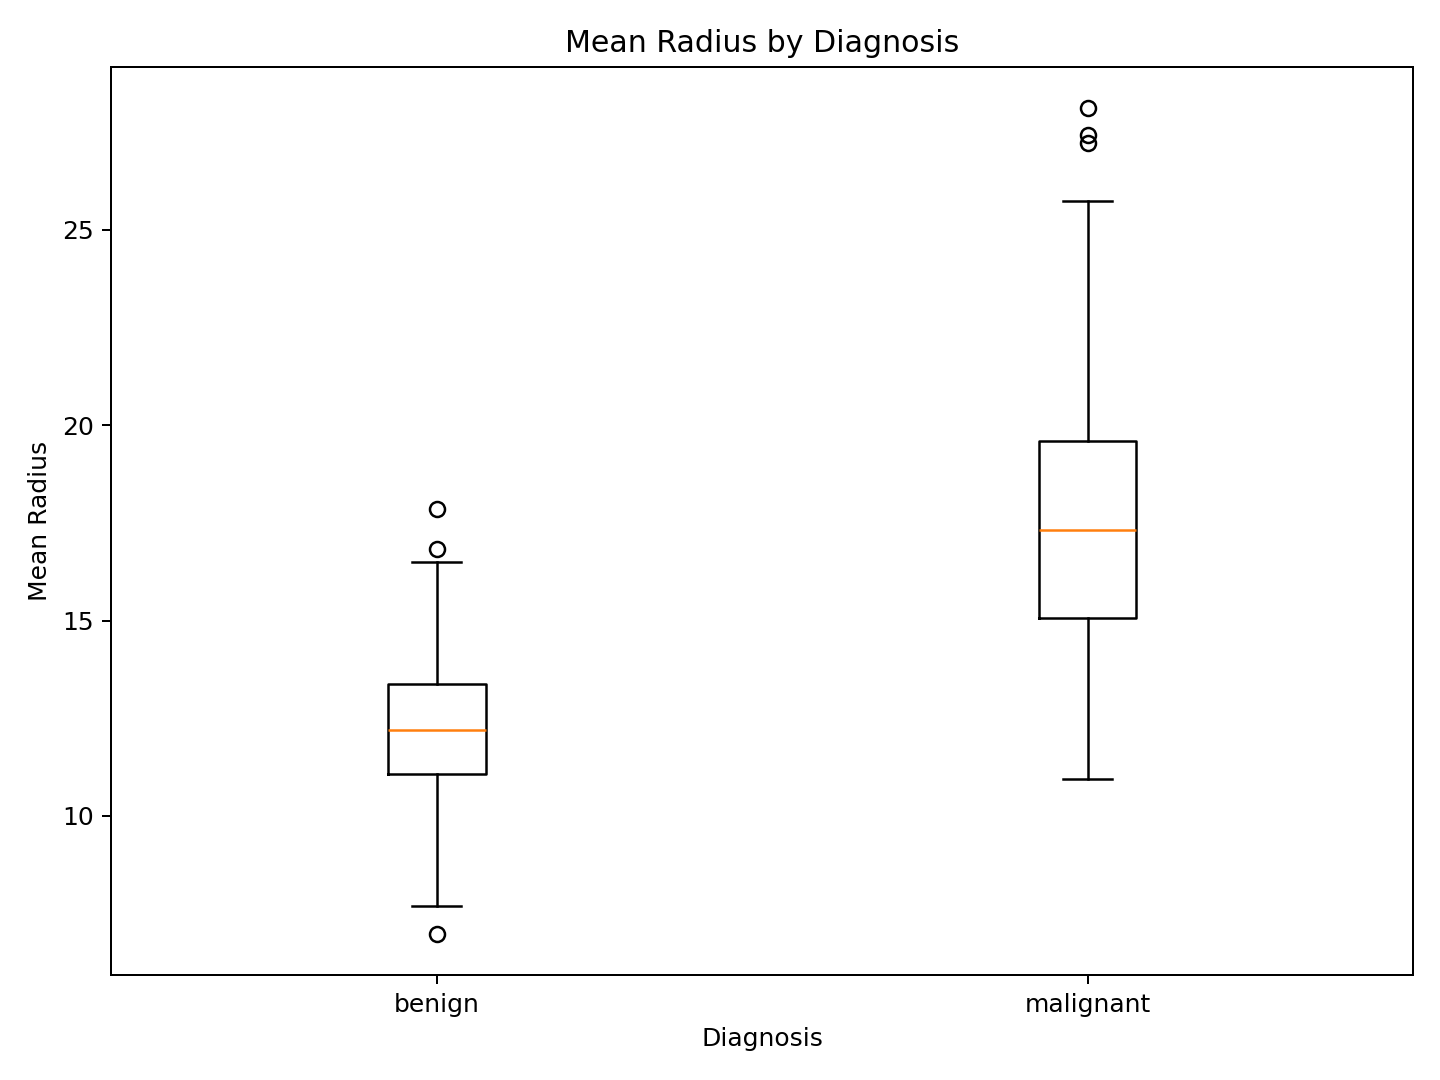 Mean Radius by Diagnosis
Mean Radius
25
20
15
10
benign
malignant
Diagnosis